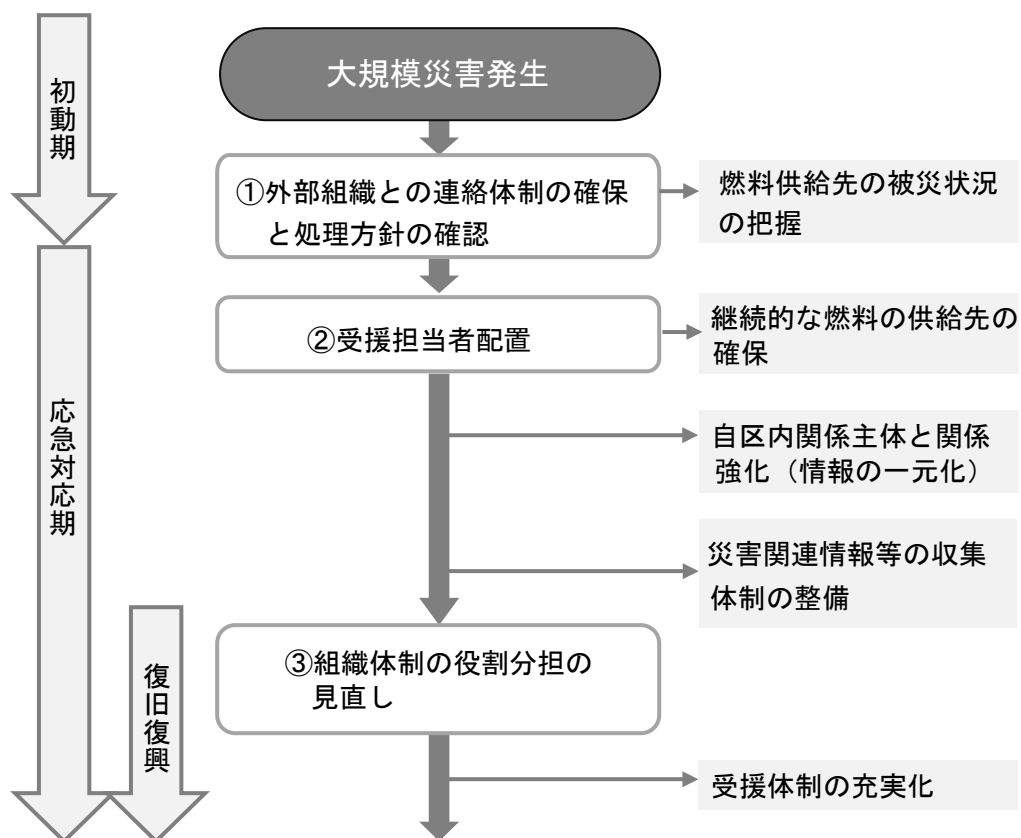 大規模災害発生
初動期
①外部組織との連絡体制の確保
と処理方針の確認
燃料供給先の被災状況
の把握
②受援担当者配置
継続的な燃料の供給先の
確保
応急対応期
自区内関係主体と関係
強化（情報の一元化）
災害関連情報等の収集
体制の整備
③組織体制の役割分担の
見直し
復旧復興
受援体制の充実化